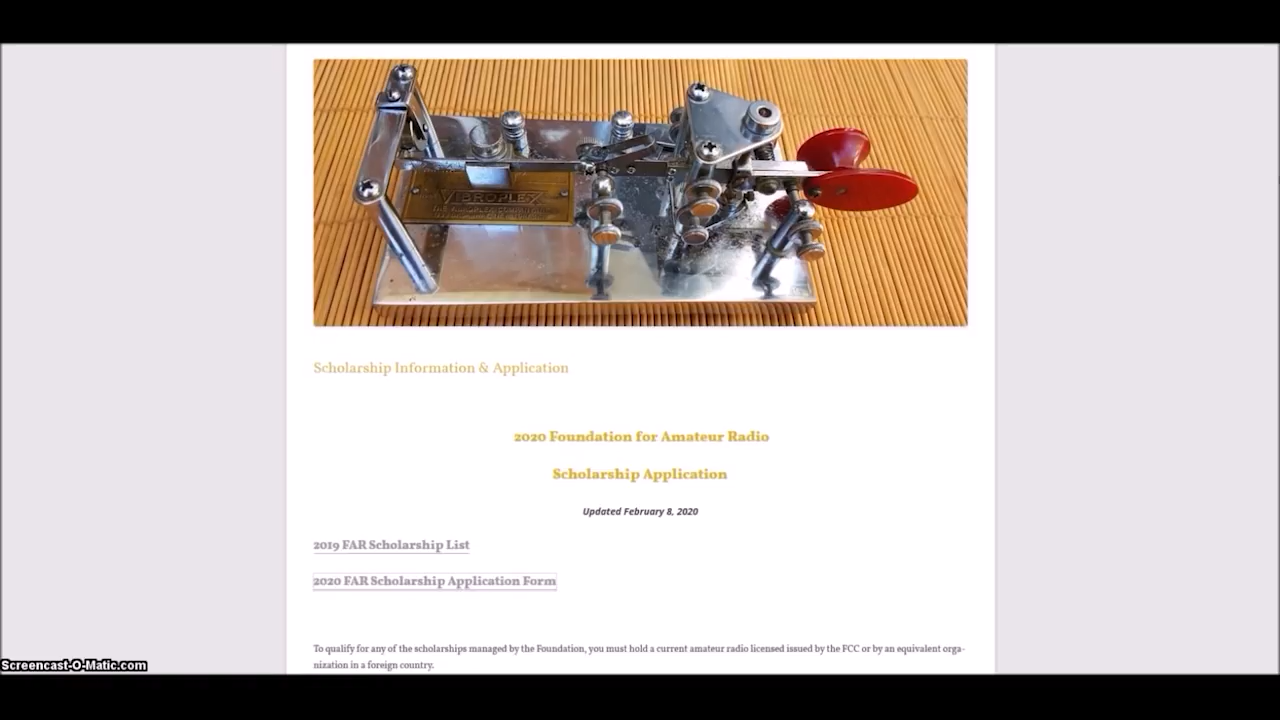 VIBROPLEX
Scholarship Information & Application
2020 Foundation for Amateur Radio
Scholarship Application
Updated February 8, 2020
2019 FAR Scholarship List
2020 FAR Scholarship Application Form
To qualify for any of the scholarships managed by the Foundation, you must hold a current amateur radio licensed issued by the FCC or by an equivalent orga-
nization in a foreign country.
Screencast-O-Matic.com